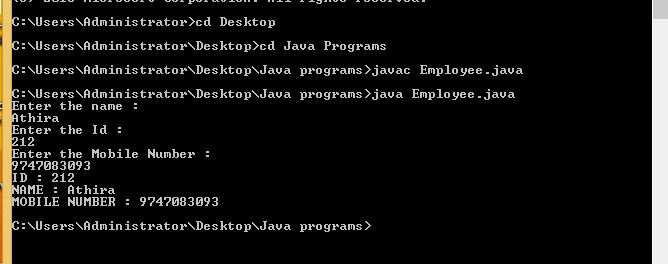 C:\Users\Administrator>cd Desktop
C:\Users\Administrator\Desktop>cd Java Programs
C:\Users\Administrator\Desktop\Java programs>javac Employee.java
C:\Users\Administrator\Desktop\Java programs>java Employee.java
Enter the name :
Athira
Enter the Id :
212
Enter the Mobile Number :
9747083093
ID : 212
NAME : Athira
MOBILE NUMBER : 9747083093
C:\Users\Administrator\Desktop\Java programs>